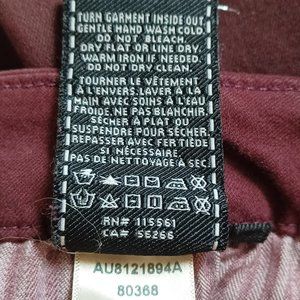 TURN GARMENT INSIDE OUT
GENTLE HAND WASH COLD
DO NOT BLEACH.
DRY FLAT OR LINE DRY
WARM IRON IF NEEDED.
DO NOT DRY CLEAN.
TOURNER LE VÊTEMENT
À L'ENVERS. LAVER À LA
MAIN AVEC SOINS À L'EAU
FROIDE. NE PAS BLANCHIR.
SÉCHER À PLAT OU
SUSPENDRE POUR SÉCHER.
REPASSER AVEC FER TIÈDE
SI NÉCESSAIRE
PAS DE NETTOYAGE À SEC.
RN# 115561
CA# 56266
AU8121894A
80368